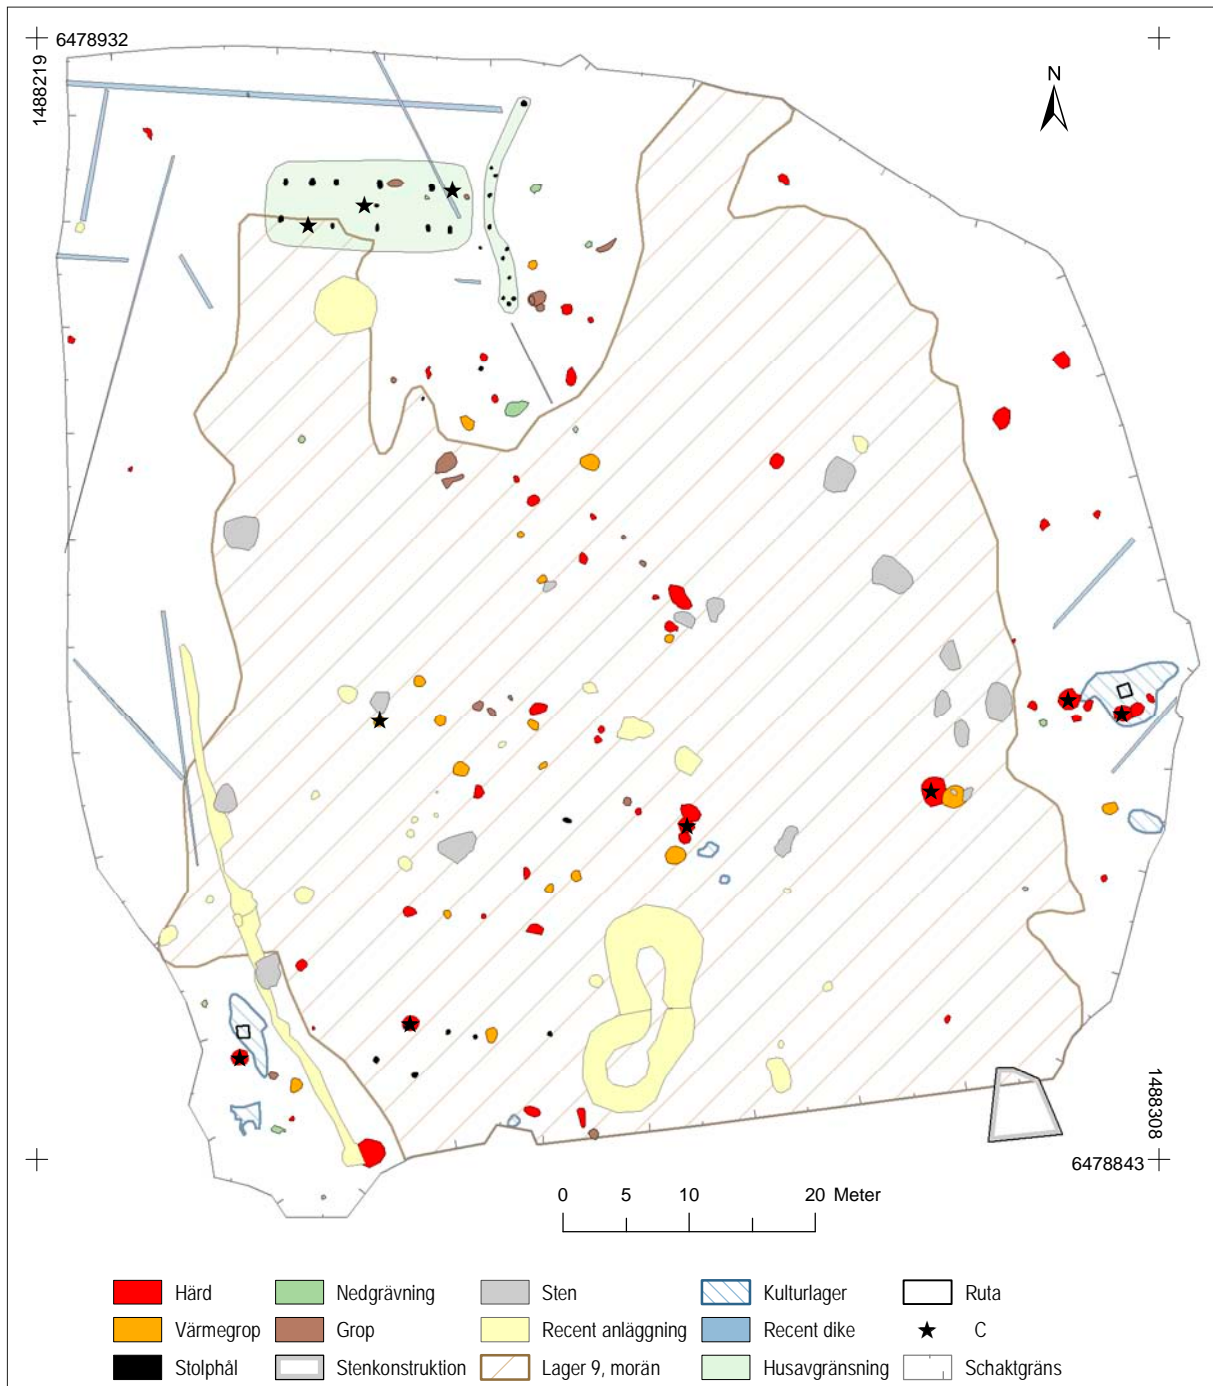 6478932
1488219
N
1488308
6478843
0 5 10 20 Meter
Härd Nedgrävning Sten Kulturlager Ruta
Värmegrop Grop Recent anläggning Recent dike C
Stolphål Stenkonstruktion Lager 9, morän Husavgränsning Schaktgräns